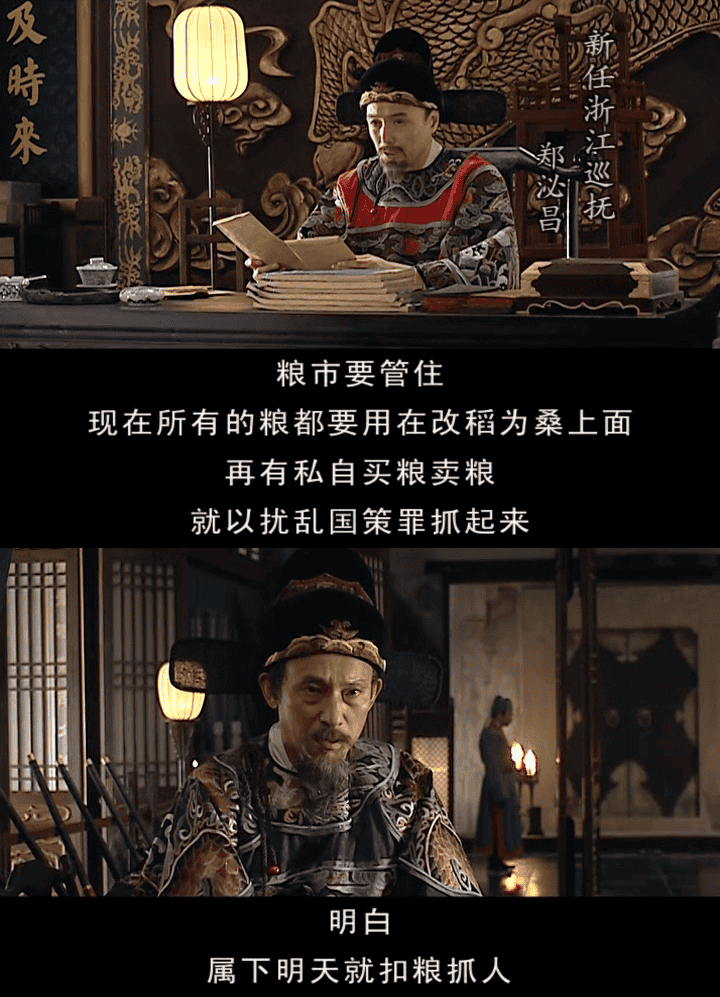 及時來
新任浙江巡抚
郑泌昌
粮市要管住
现在所有的粮都要用在改稻为桑上面
再有私自买粮卖粮
就以扰乱国策罪抓起来
明白
属下明天就扣粮抓人